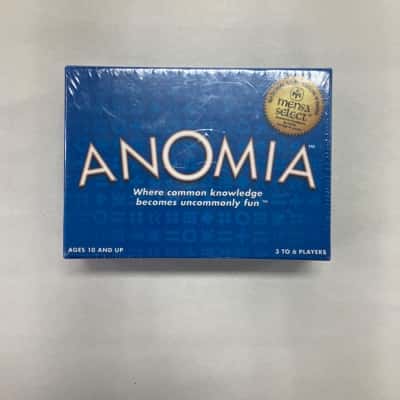 mensa
select
ANOMIA™
Where common knowledge
becomes uncommonly fun™
AGES 10 AND UP
3 TO 6 PLAYERS